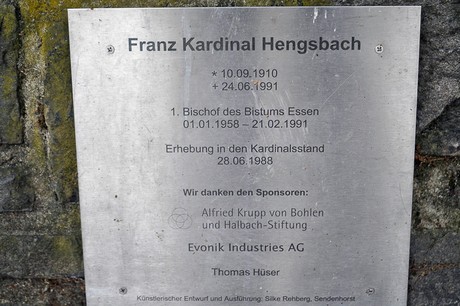 Franz Kardinal Hengsbach
* 10.09.1910
+ 24.06.1991
1. Bischof des Bistums Essen
01.01.1958 – 21.02.1991
Erhebung in den Kardinalsstand
28.06.1988
Wir danken den Sponsoren:
Alfried Krupp von Bohlen
und Halbach-Stiftung
Evonik Industries AG
Thomas Hüser
Künstlerischer Entwurf und Ausführung: Silke Rehberg, Sendenhorst